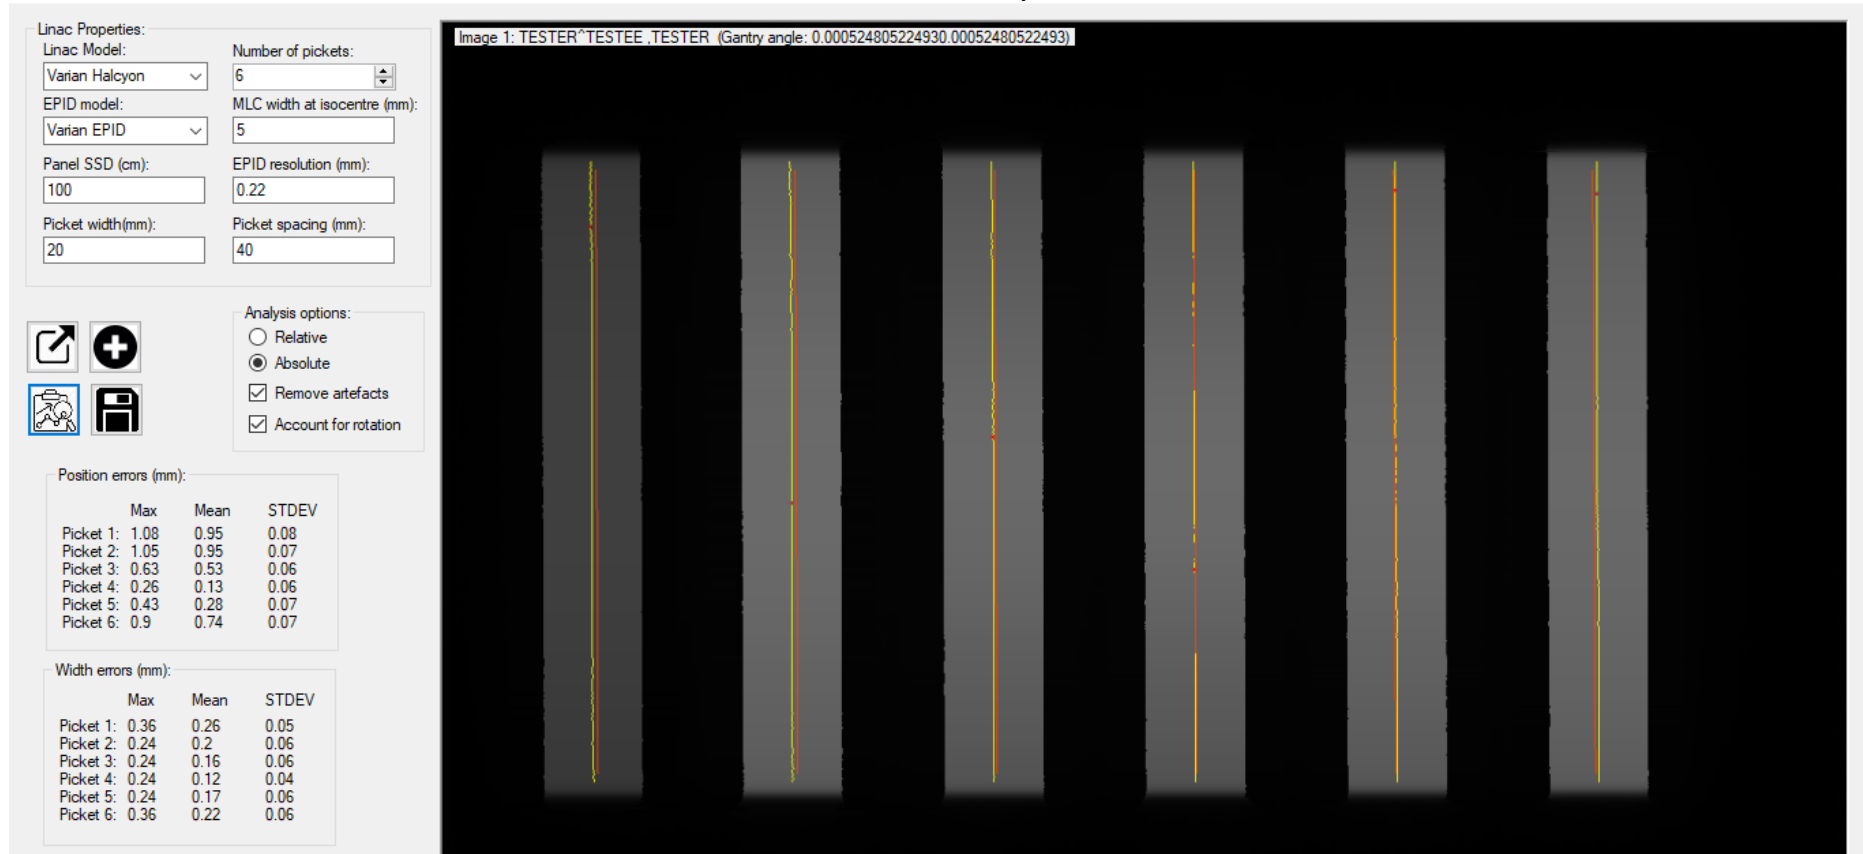 Linac Properties:
Linac Model:
Number of pickets:
Varian Halcyon
6
EPID model:
MLC width at isocentre (mm):
Varian EPID
5
Panel SSD (cm):
EPID resolution (mm):
100
0.22
Picket width(mm):
Picket spacing (mm):
20
40
Analysis options:
Relative
Absolute
Remove artefacts
Account for rotation
Position errors (mm):
Max Mean STDEV
Picket 1: 1.08 0.95 0.08
Picket 2: 1.05 0.95 0.07
Picket 3: 0.63 0.53 0.06
Picket 4: 0.26 0.13 0.06
Picket 5: 0.43 0.28 0.07
Picket 6: 0.9 0.74 0.07
Width errors (mm):
Max Mean STDEV
Picket 1: 0.36 0.26 0.05
Picket 2: 0.24 0.2 0.06
Picket 3: 0.24 0.16 0.06
Picket 4: 0.24 0.12 0.04
Picket 5: 0.24 0.17 0.06
Picket 6: 0.36 0.22 0.06
Image 1: TESTER^TESTEE ,TESTER (Gantry angle: 0.000524805224930.00052480522493)